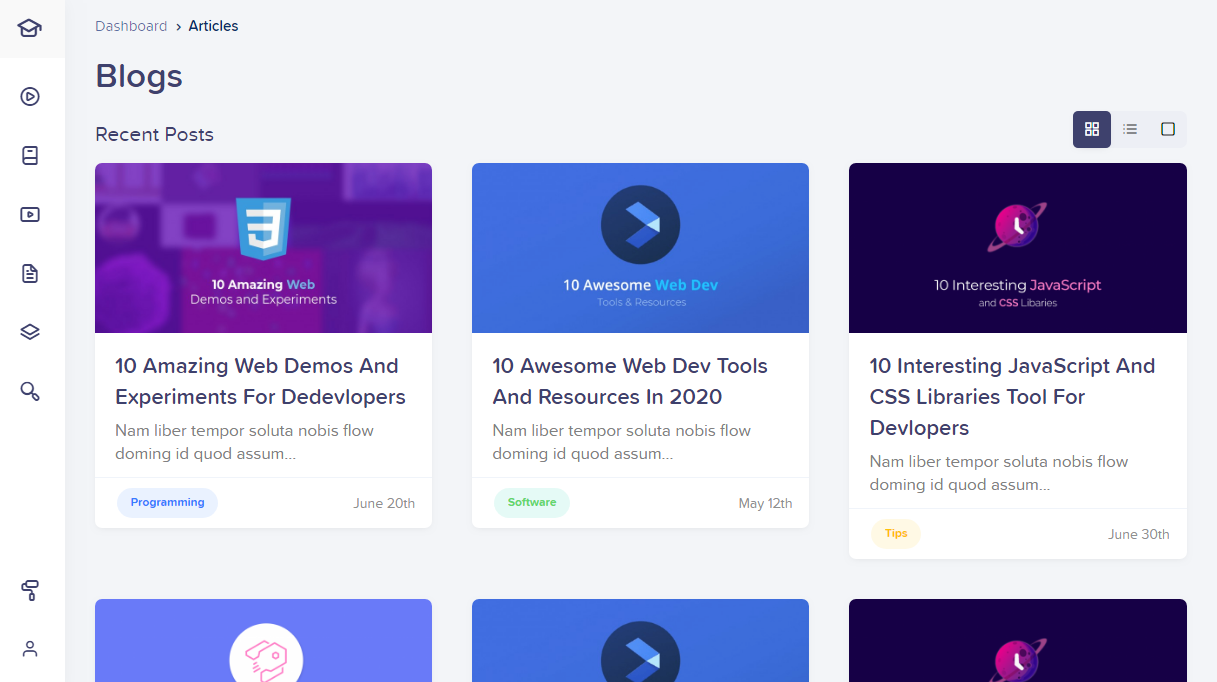 Dashboard › Articles
Blogs
Recent Posts
10 Amazing Web
Demos and Experiments
10 Amazing Web Demos And
Experiments For Dedevlopers
Nam liber tempor soluta nobis flow
doming id quod assum...
Programming
June 20th
10 Awesome Web Dev
Tools & Resources
10 Awesome Web Dev Tools
And Resources In 2020
Nam liber tempor soluta nobis flow
doming id quod assum...
Software
May 12th
10 Interesting JavaScript
and CSS Libaries
10 Interesting JavaScript And
CSS Libraries Tool For
Devlopers
Nam liber tempor soluta nobis flow
doming id quod assum...
Tips
June 30th